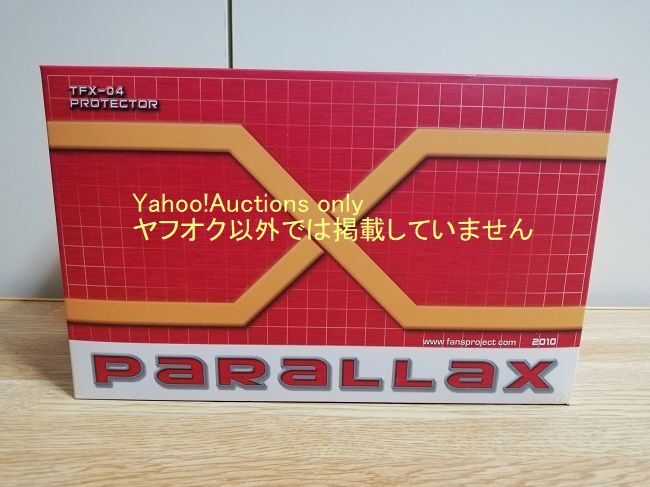 TFX-04
PROTECTOR
Yahoo!Auctions only
ヤフオク以外では掲載していません
www.fansproject.com 2010
PARALLAX